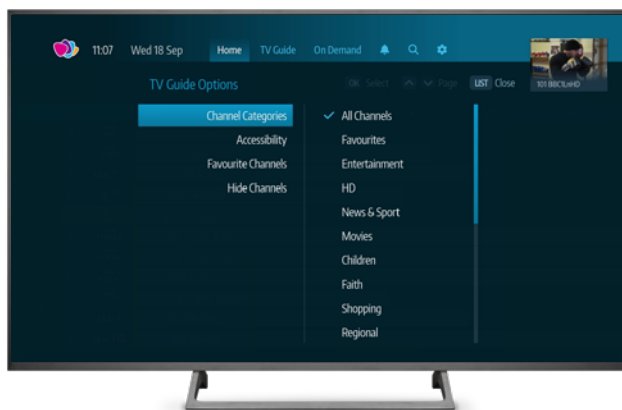 11:07 Wed 18 Sep Home TV Guide On Demand
TV Guide Options OK Select Page LIST Close
101 BBC1LnHD
Channel Categories
Accessibility
Favourite Channels
Hide Channels
All Channels
Favourites
Entertainment
HD
News & Sport
Movies
Children
Faith
Shopping
Regional